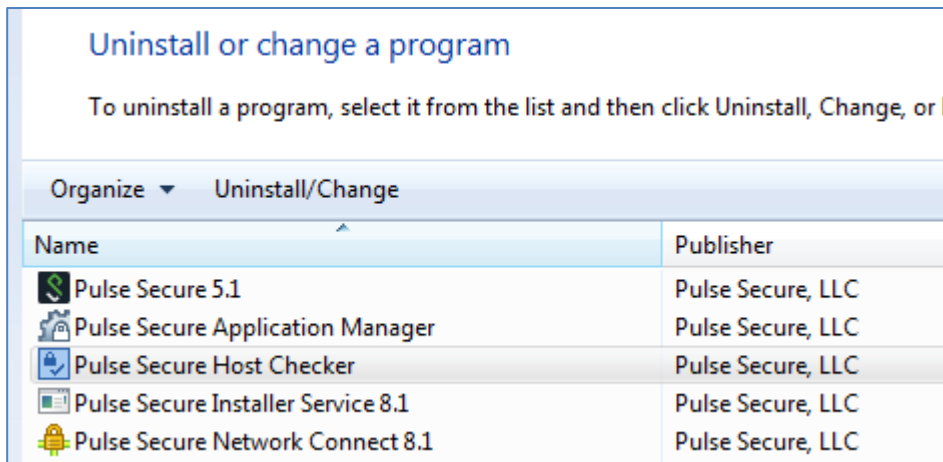 Uninstall or change a program
To uninstall a program, select it from the list and then click Uninstall, Change, or
Organize Uninstall/Change
Name Publisher
Pulse Secure 5.1 Pulse Secure, LLC
Pulse Secure Application Manager Pulse Secure, LLC
Pulse Secure Host Checker Pulse Secure, LLC
Pulse Secure Installer Service 8.1 Pulse Secure, LLC
Pulse Secure Network Connect 8.1 Pulse Secure, LLC